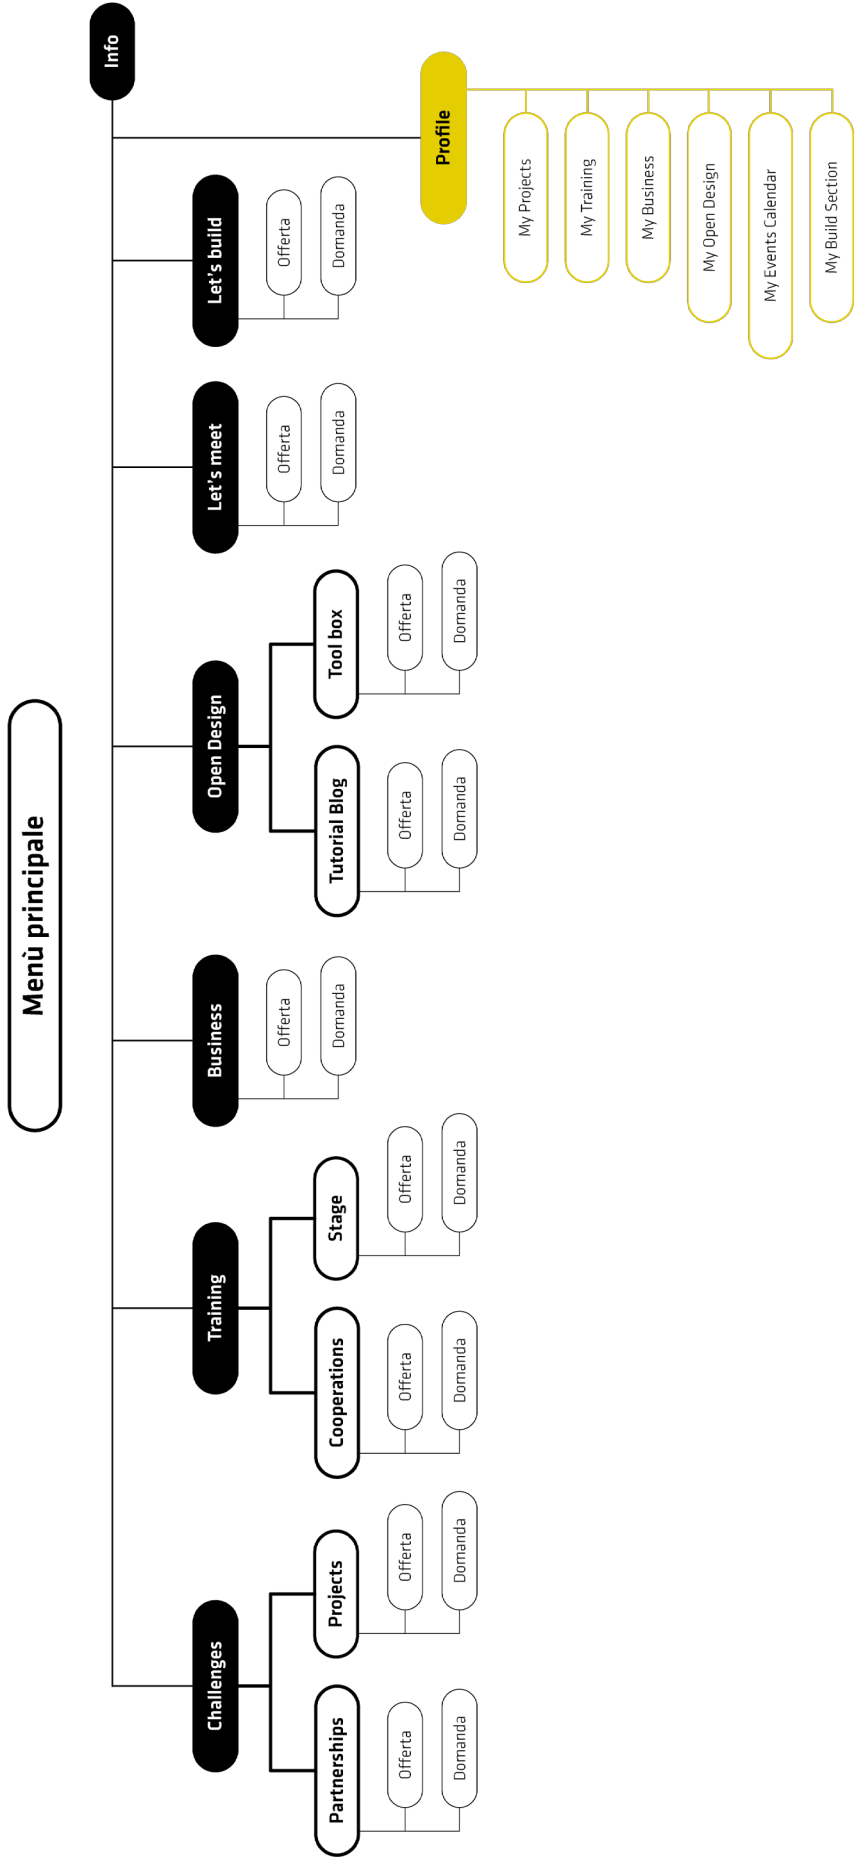 Menù principale
Info
Challenges
Partnerships
Offerta
Domanda
Projects
Offerta
Domanda
Training
Cooperations
Offerta
Domanda
Stage
Offerta
Domanda
Business
Offerta
Domanda
Open Design
Tutorial Blog
Offerta
Domanda
Tool box
Offerta
Domanda
Let's meet
Offerta
Domanda
Let's build
Offerta
Domanda
Profile
My Projects
My Training
My Business
My Open Design
My Events Calendar
My Build Section